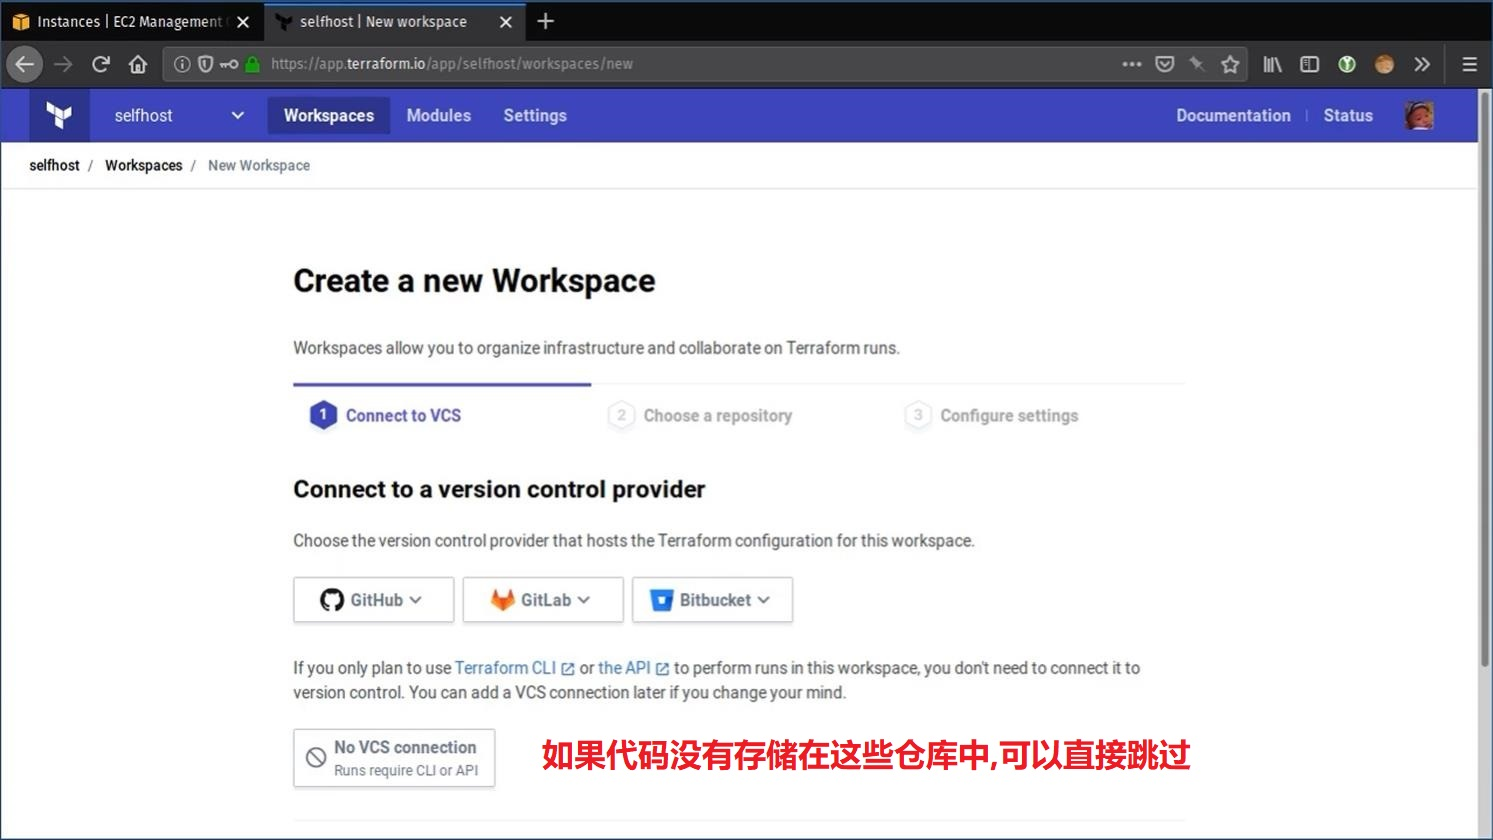 Instances | EC2 Management
selfhost | New workspace
https://app.terraform.io/app/selfhost/workspaces/new
selfhost
Workspaces
Modules
Settings
Documentation
Status
selfhost / Workspaces / New Workspace
Create a new Workspace
Workspaces allow you to organize infrastructure and collaborate on Terraform runs.
1 Connect to VCS
2 Choose a repository
3 Configure settings
Connect to a version control provider
Choose the version control provider that hosts the Terraform configuration for this workspace.
GitHub
GitLab
Bitbucket
If you only plan to use Terraform CLI or the API to perform runs in this workspace, you don't need to connect it to
version control. You can add a VCS connection later if you change your mind.
No VCS connection
Runs require CLI or API
如果代码没有存储在这些仓库中,可以直接跳过